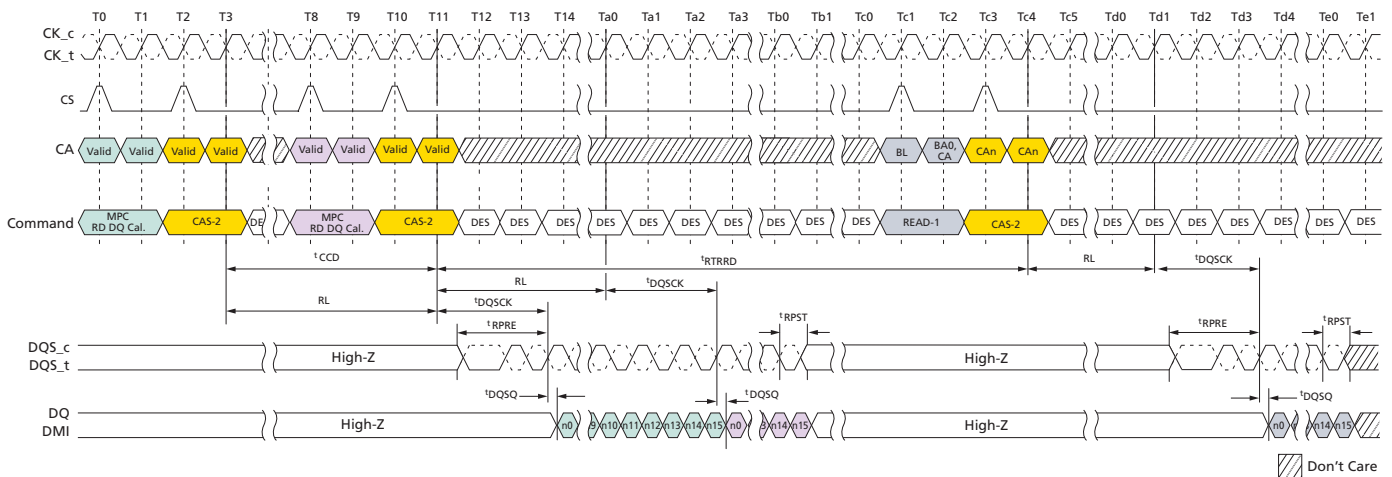 T0 T1 T2 T3 T8 T9 T10 T11 T12 T13 T14 Ta0 Ta1 Ta2 Ta3 Tb0 Tb1 Tc0 Tc1 Tc2 Tc3 Tc4 Tc5 Td0 Td1 Td2 Td3 Td4 Te0 Te1
CK_c
CK_t
CS
CA Valid Valid Valid Valid Valid Valid Valid Valid BL BA0, CA CAn CAn
Command MPC RD DQ Cal. CAS-2 DE MPC RD DQ Cal. CAS-2 DES DES DES DES DES DES DES DES DES DES READ-1 CAS-2 DES DES DES DES DES DES DES DES
tCCD tRTRRD RL tDQSCK
RL tDQSCK
RL tDQSCK
tRPRE tRPST tRPRE tRPST
DQS_c
DQS_t
High-Z High-Z
tDQSQ tDQSQ tDQSQ
DQ
DMI
High-Z n0 9 n10 n11 n12 n13 n14 n15 n0 3 n14 n15 High-Z n0 n14 n15
Don't Care